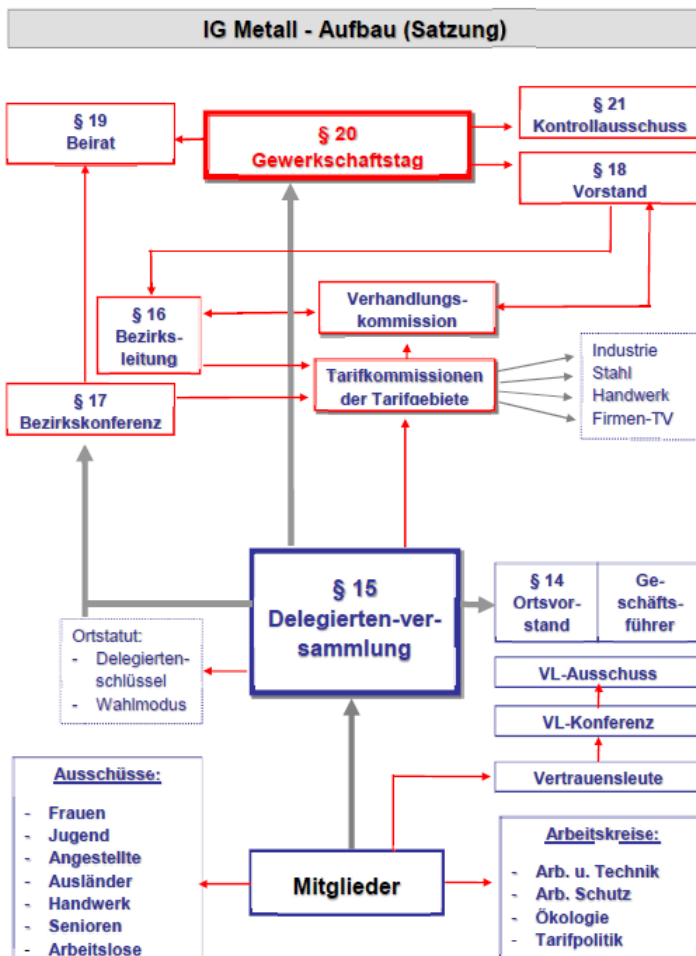 IG Metall - Aufbau (Satzung)
§ 19
Beirat
§ 20
Gewerkschaftstag
§ 21
Kontrollausschuss
§ 18
Vorstand
§ 16
Bezirks-
leitung
Verhandlungs-
kommission
§ 17
Bezirkskonferenz
Tarifkommissionen
der Tarifgebiete
Industrie
Stahl
Handwerk
Firmen-TV
§ 15
Delegierten-ver-
sammlung
§ 14
Ortsvor-
stand
Ge-
schäfts-
führer
Ortstatut:
- Delegierten-
schlüssel
- Wahlmodus
VL-Ausschuss
VL-Konferenz
Vertrauensleute
Ausschüsse:
- Frauen
- Jugend
- Angestellte
- Ausländer
- Handwerk
- Senioren
- Arbeitslose
Mitglieder
Arbeitskreise:
- Arb. u. Technik
- Arb. Schutz
- Ökologie
- Tarifpolitik